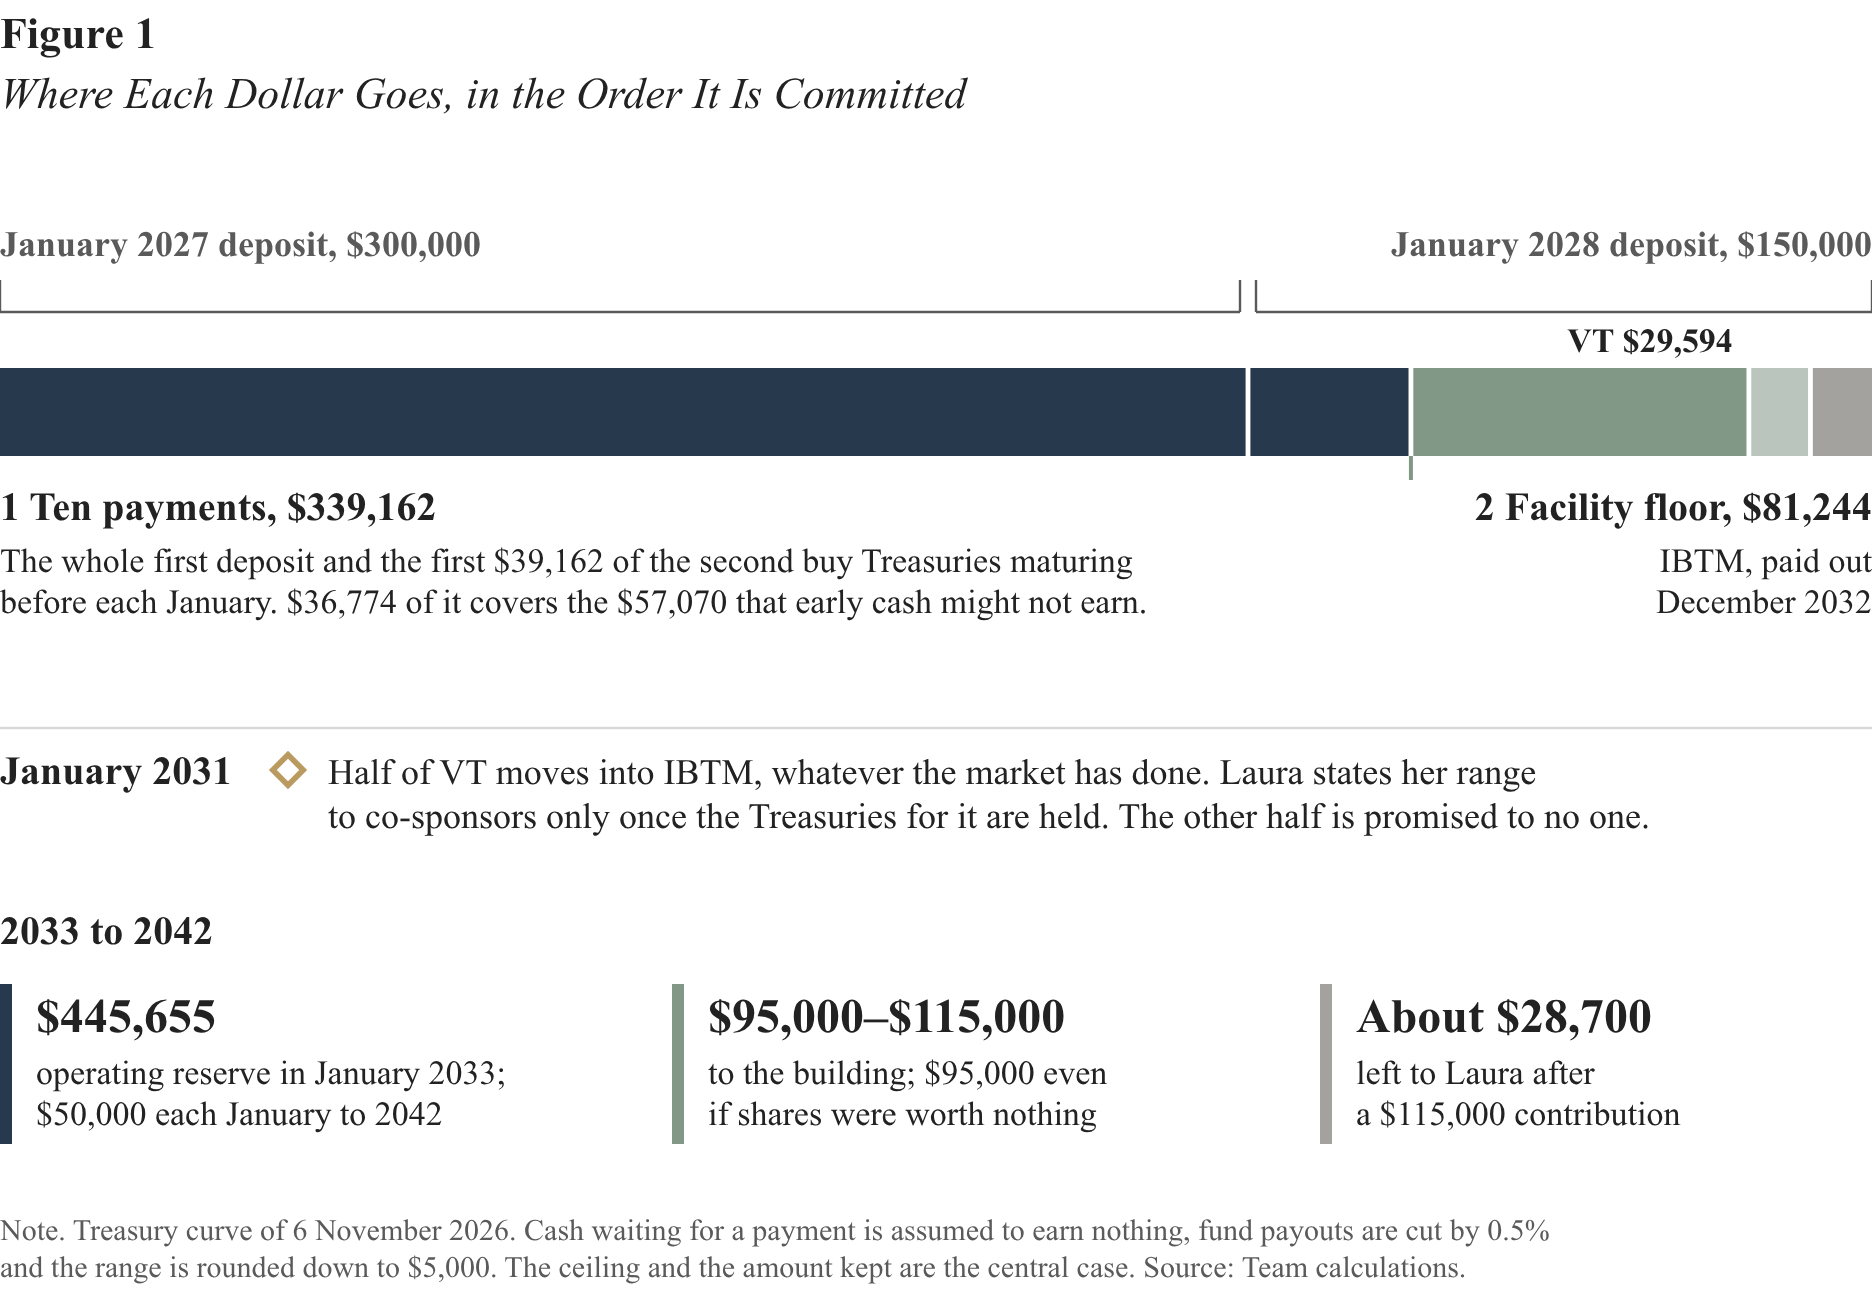 Figure 1
Where Each Dollar Goes, in the Order It Is Committed
January 2027 deposit, $300,000
January 2028 deposit, $150,000
VT $29,594
1 Ten payments, $339,162
The whole first deposit and the first $39,162 of the second buy Treasuries maturing
before each January. $36,774 of it covers the $57,070 that early cash might not earn.
2 Facility floor, $81,244
IBTM, paid out
December 2032
January 2031
Half of VT moves into IBTM, whatever the market has done. Laura states her range
to co-sponsors only once the Treasuries for it are held. The other half is promised to no one.
2033 to 2042
$445,655
operating reserve in January 2033;
$50,000 each January to 2042
$95,000–$115,000
to the building; $95,000 even
if shares were worth nothing
About $28,700
left to Laura after
a $115,000 contribution
Note. Treasury curve of 6 November 2026. Cash waiting for a payment is assumed to earn nothing, fund payouts are cut by 0.5%
and the range is rounded down to $5,000. The ceiling and the amount kept are the central case. Source: Team calculations.